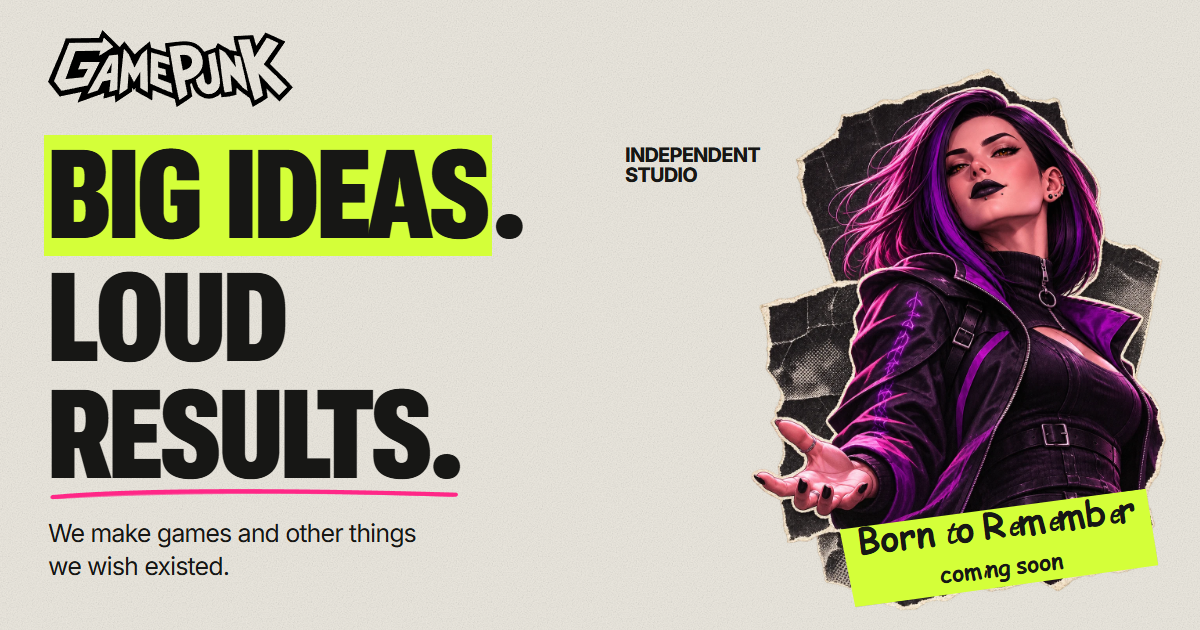 GAMEPUNK
BIG IDEAS.
LOUD
RESULTS.
We make games and other things
we wish existed.
INDEPENDENT
STUDIO
Born to Remember
coming soon